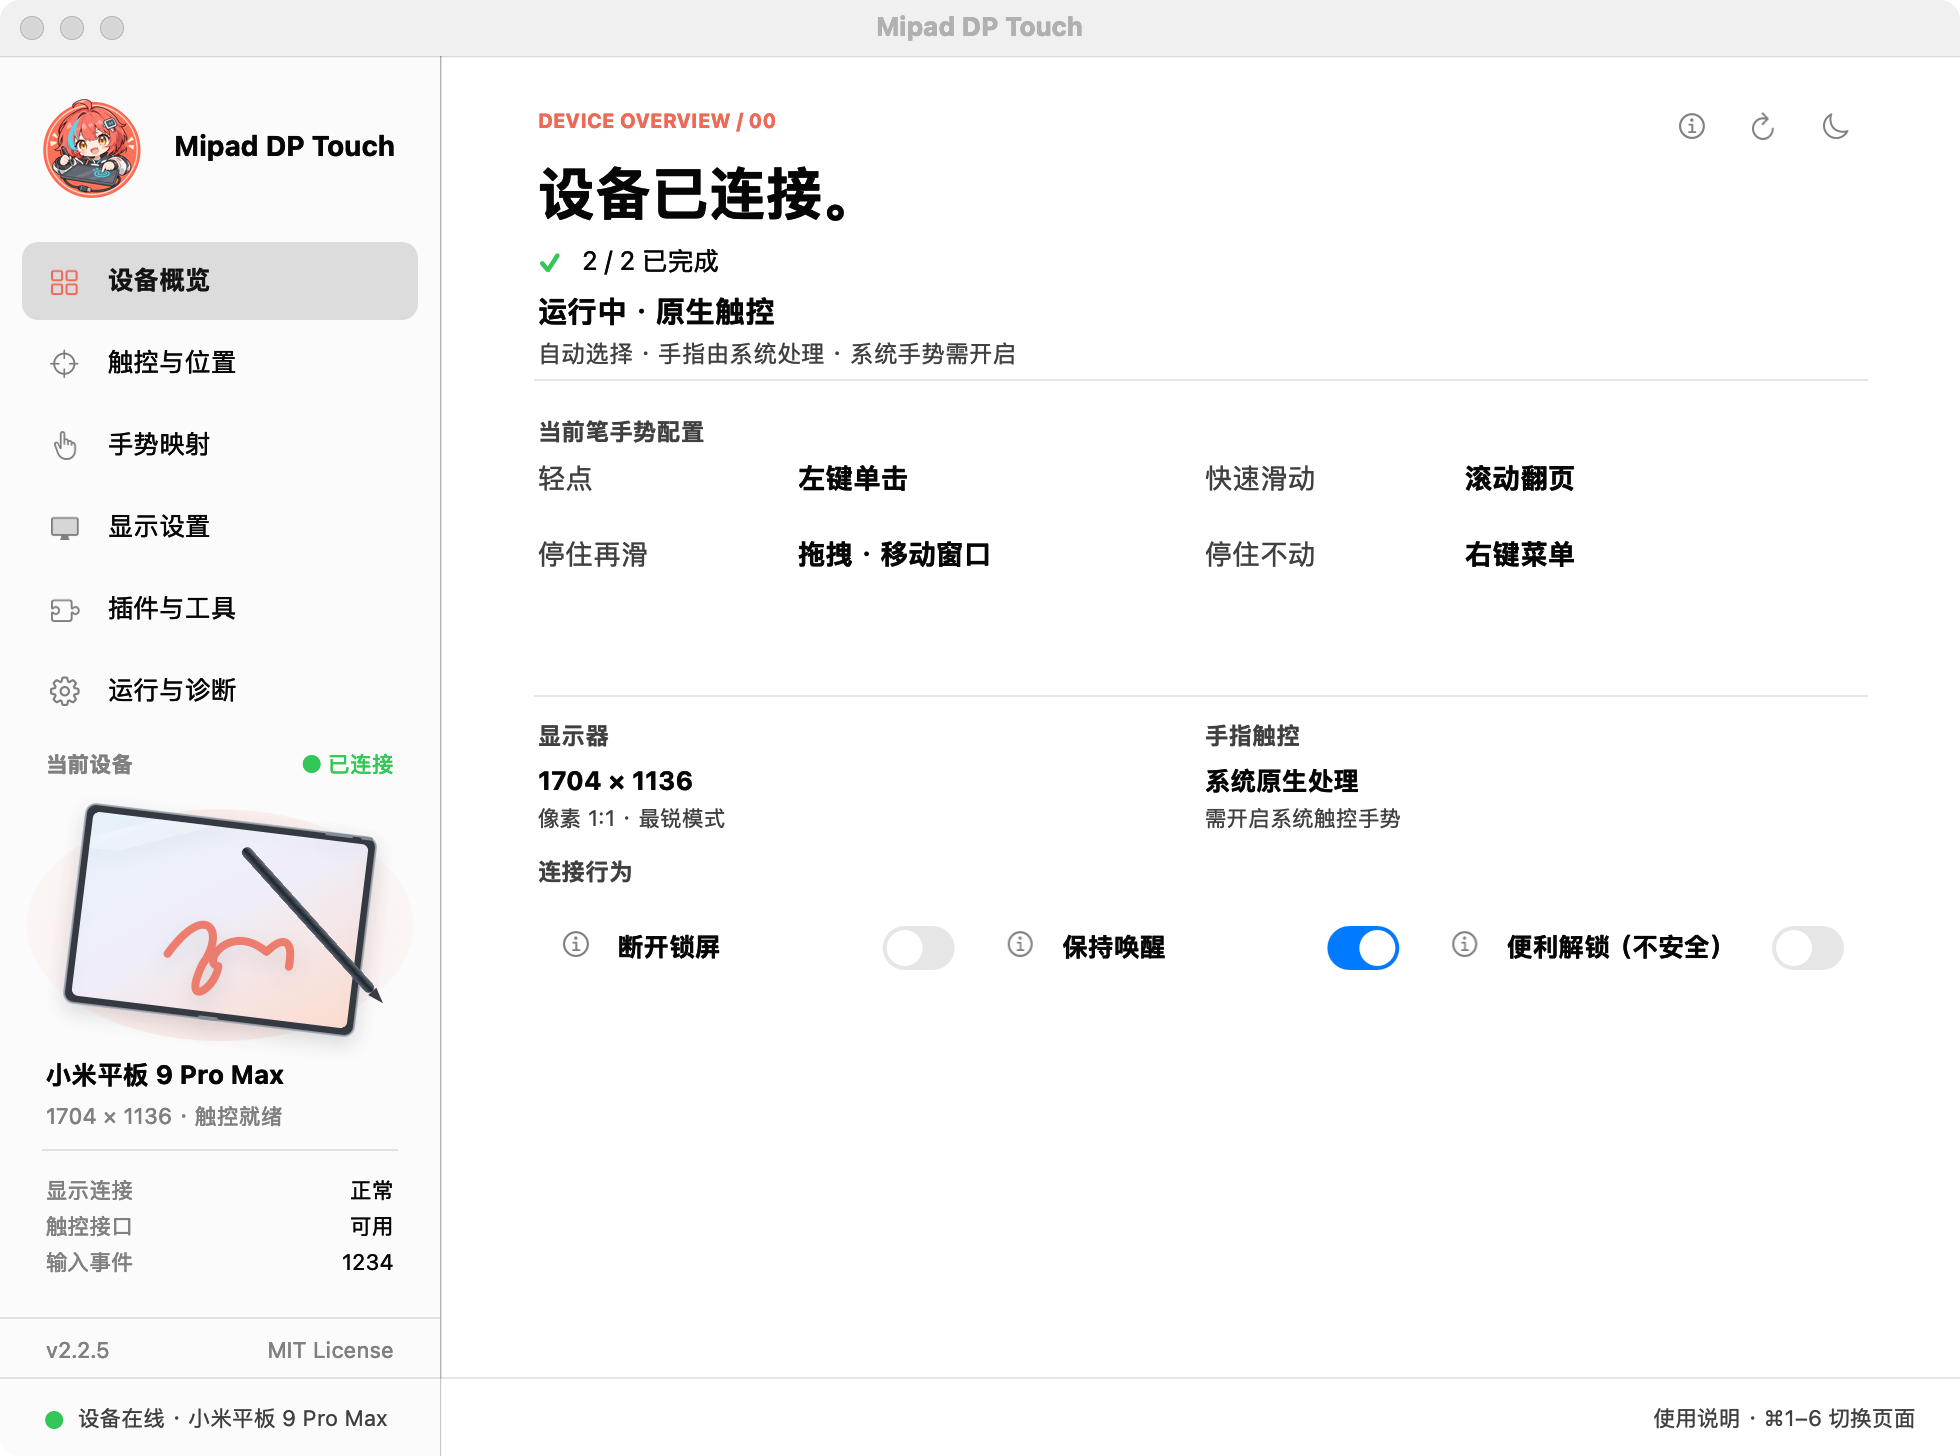 Mipad DP Touch
Mipad DP Touch
设备概览
触控与位置
手势映射
显示设置
插件与工具
运行与诊断
当前设备
已连接
小米平板 9 Pro Max
1704 × 1136 · 触控就绪
显示连接 正常
触控接口 可用
输入事件 1234
v2.2.5 MIT License
设备在线 · 小米平板 9 Pro Max
DEVICE OVERVIEW / 00
设备已连接。
2 / 2 已完成
运行中 · 原生触控
自动选择 · 手指由系统处理 · 系统手势需开启
当前笔手势配置
轻点 左键单击 快速滑动 滚动翻页
停住再滑 拖拽 · 移动窗口 停住不动 右键菜单
显示器
1704 × 1136
像素 1:1 · 最锐模式
手指触控
系统原生处理
需开启系统触控手势
连接行为
断开锁屏 保持唤醒 便利解锁（不安全）
使用说明 · ⌘1–6 切换页面